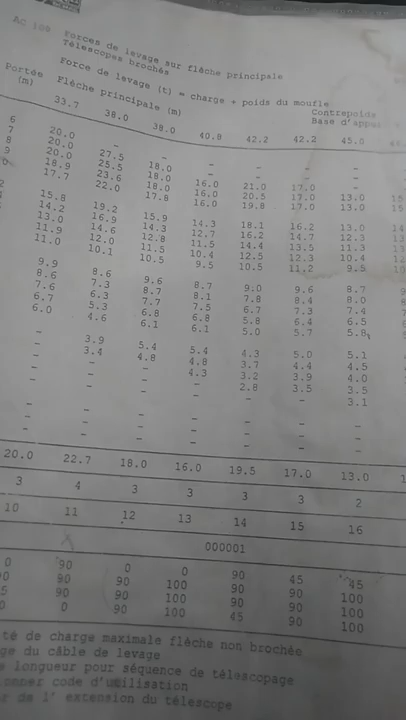 AC 100 Forces de levage sur flèche principale
Télescopes brochés
Force de levage (t) = charge + poids du moufle
Portée Flèche principale (m) Contrepoids
(m) Base d'appui
33.7 38.0 38.0 40.8 42.2 42.2 45.0
6 20.0 – – – – – –
7 20.0 27.5 18.0 – – – –
8 20.0 25.5 18.0 16.0 21.0 17.0 –
9 18.9 23.6 18.0 16.0 20.5 17.0 13.0
17.7 22.0 17.8 16.0 19.8 17.0 13.0
15.8 19.2 15.9 14.3 18.1 16.2 13.0
14.2 16.9 14.3 12.7 16.2 14.7 12.3
13.0 14.6 12.8 11.5 14.4 13.5 11.3
11.9 12.0 11.5 10.4 12.5 12.3 10.4
11.0 10.1 10.5 9.5 10.5 11.2 9.5
9.9 8.6 9.6 8.7 9.0 9.6 8.7
8.6 7.3 8.7 8.1 7.8 8.4 8.0
7.6 6.3 7.7 7.5 6.7 7.3 7.4
6.7 5.3 6.8 6.8 5.8 6.4 6.5
6.0 4.6 6.1 6.1 5.0 5.7 5.8
– 3.9 5.4 5.4 4.3 5.0 5.1
– 3.4 4.8 4.8 3.7 4.4 4.5
– – – 4.3 3.2 3.9 4.0
– – – – 2.8 3.5 3.5
– – – – – – 3.1
– – – – – – –
20.0 22.7 18.0 16.0 19.5 17.0 13.0
3 4 3 3 3 3 2
10 11 12 13 14 15 16
000001
0 90 0 0 90 45 45
90 90 100 90 90 100
90 90 100 90 90 100
0 90 100 45 90 100
té de charge maximale flèche non brochée
ge du câble de levage
longueur pour séquence de télescopage
code d'utilisation
de l' extension du télescope